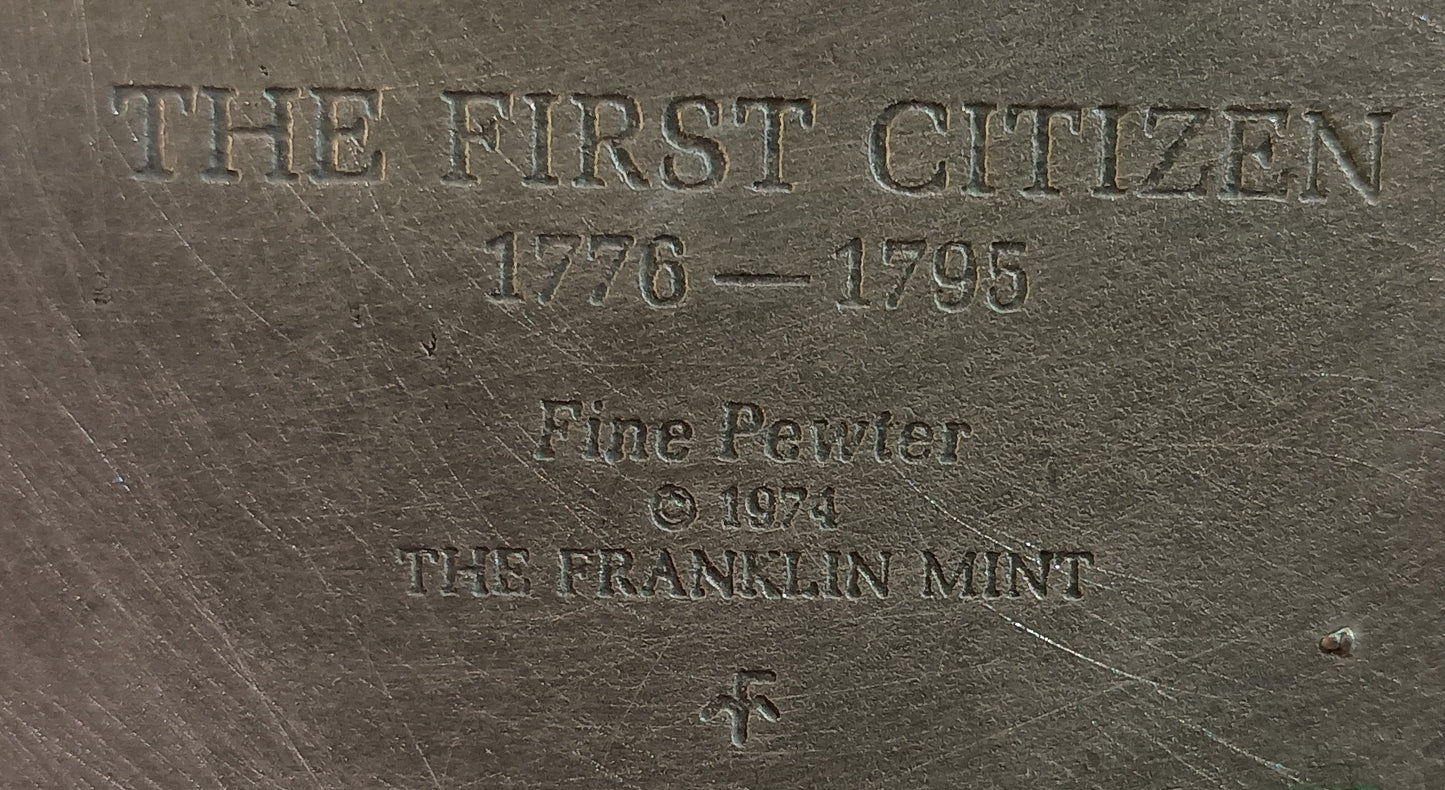 THE FIRST CITIZEN
1776 — 1795
Fine Pewter
© 1974
THE FRANKLIN MINT